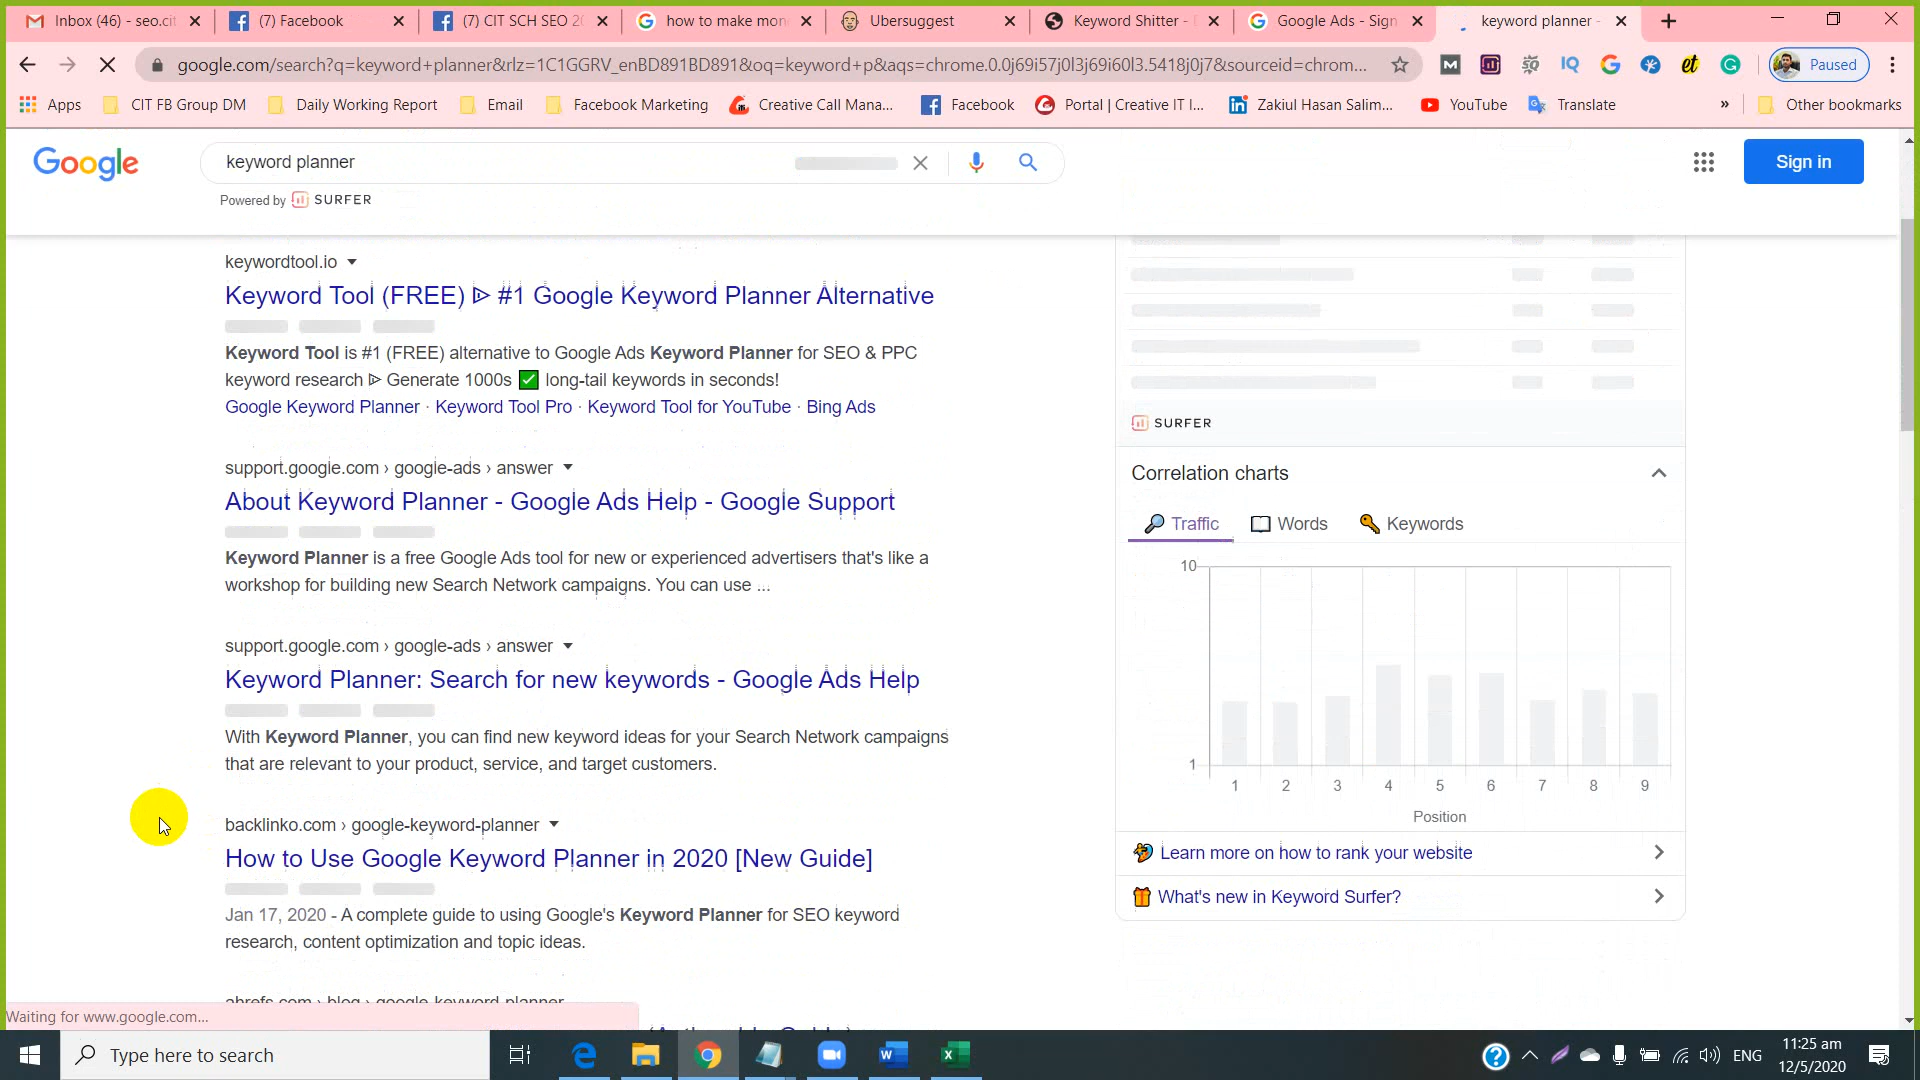 Inbox (46) - seo.cit
(7) Facebook
(7) CIT SCH SEO 20
how to make mon
Ubersuggest
Keyword Shitter -
Google Ads - Sign
keyword planner -
google.com/search?q=keyword+planner&rlz=1C1GGRV_enBD891BD891&oq=keyword+p&aqs=chrome.0.0j69i57j0l3j69i60l3.5418j0j7&sourceid=chrom...
Paused
Apps
CIT FB Group DM
Daily Working Report
Email
Facebook Marketing
Creative Call Mana...
Facebook
Portal | Creative IT I...
Zakiul Hasan Salim...
YouTube
Translate
»
Other bookmarks
Google
keyword planner
Sign in
Powered by SURFER
keywordtool.io
Keyword Tool (FREE) ᐈ #1 Google Keyword Planner Alternative
Keyword Tool is #1 (FREE) alternative to Google Ads Keyword Planner for SEO & PPC
keyword research ᐈ Generate 1000s ✅ long-tail keywords in seconds!
Google Keyword Planner · Keyword Tool Pro · Keyword Tool for YouTube · Bing Ads
support.google.com › google-ads › answer
About Keyword Planner - Google Ads Help - Google Support
Keyword Planner is a free Google Ads tool for new or experienced advertisers that's like a
workshop for building new Search Network campaigns. You can use ...
support.google.com › google-ads › answer
Keyword Planner: Search for new keywords - Google Ads Help
With Keyword Planner, you can find new keyword ideas for your Search Network campaigns
that are relevant to your product, service, and target customers.
backlinko.com › google-keyword-planner
How to Use Google Keyword Planner in 2020 [New Guide]
Jan 17, 2020 - A complete guide to using Google's Keyword Planner for SEO keyword
research, content optimization and topic ideas.
ahrefs.com › blog › google-keyword-planner
SURFER
Correlation charts
Traffic
Words
Keywords
10
1
1 2 3 4 5 6 7 8 9
Position
Learn more on how to rank your website
What's new in Keyword Surfer?
Waiting for www.google.com...
Type here to search
ENG
11:25 am
12/5/2020